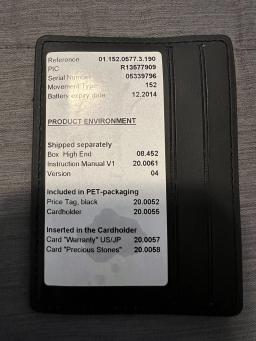 Reference 01.152.0577.3.190
PIC R13577909
Serial Number 05339796
Movement Type 152
Battery expiry date 12.2014
PRODUCT ENVIRONMENT
Shipped separately
Box High End 08.452
Instruction Manual V1 20.0061
Version 04
Included in PET-packaging
Price Tag, black 20.0052
Cardholder 20.0055
Inserted in the Cardholder
Card "Warranty" US/JP 20.0057
Card "Precious Stones" 20.0058